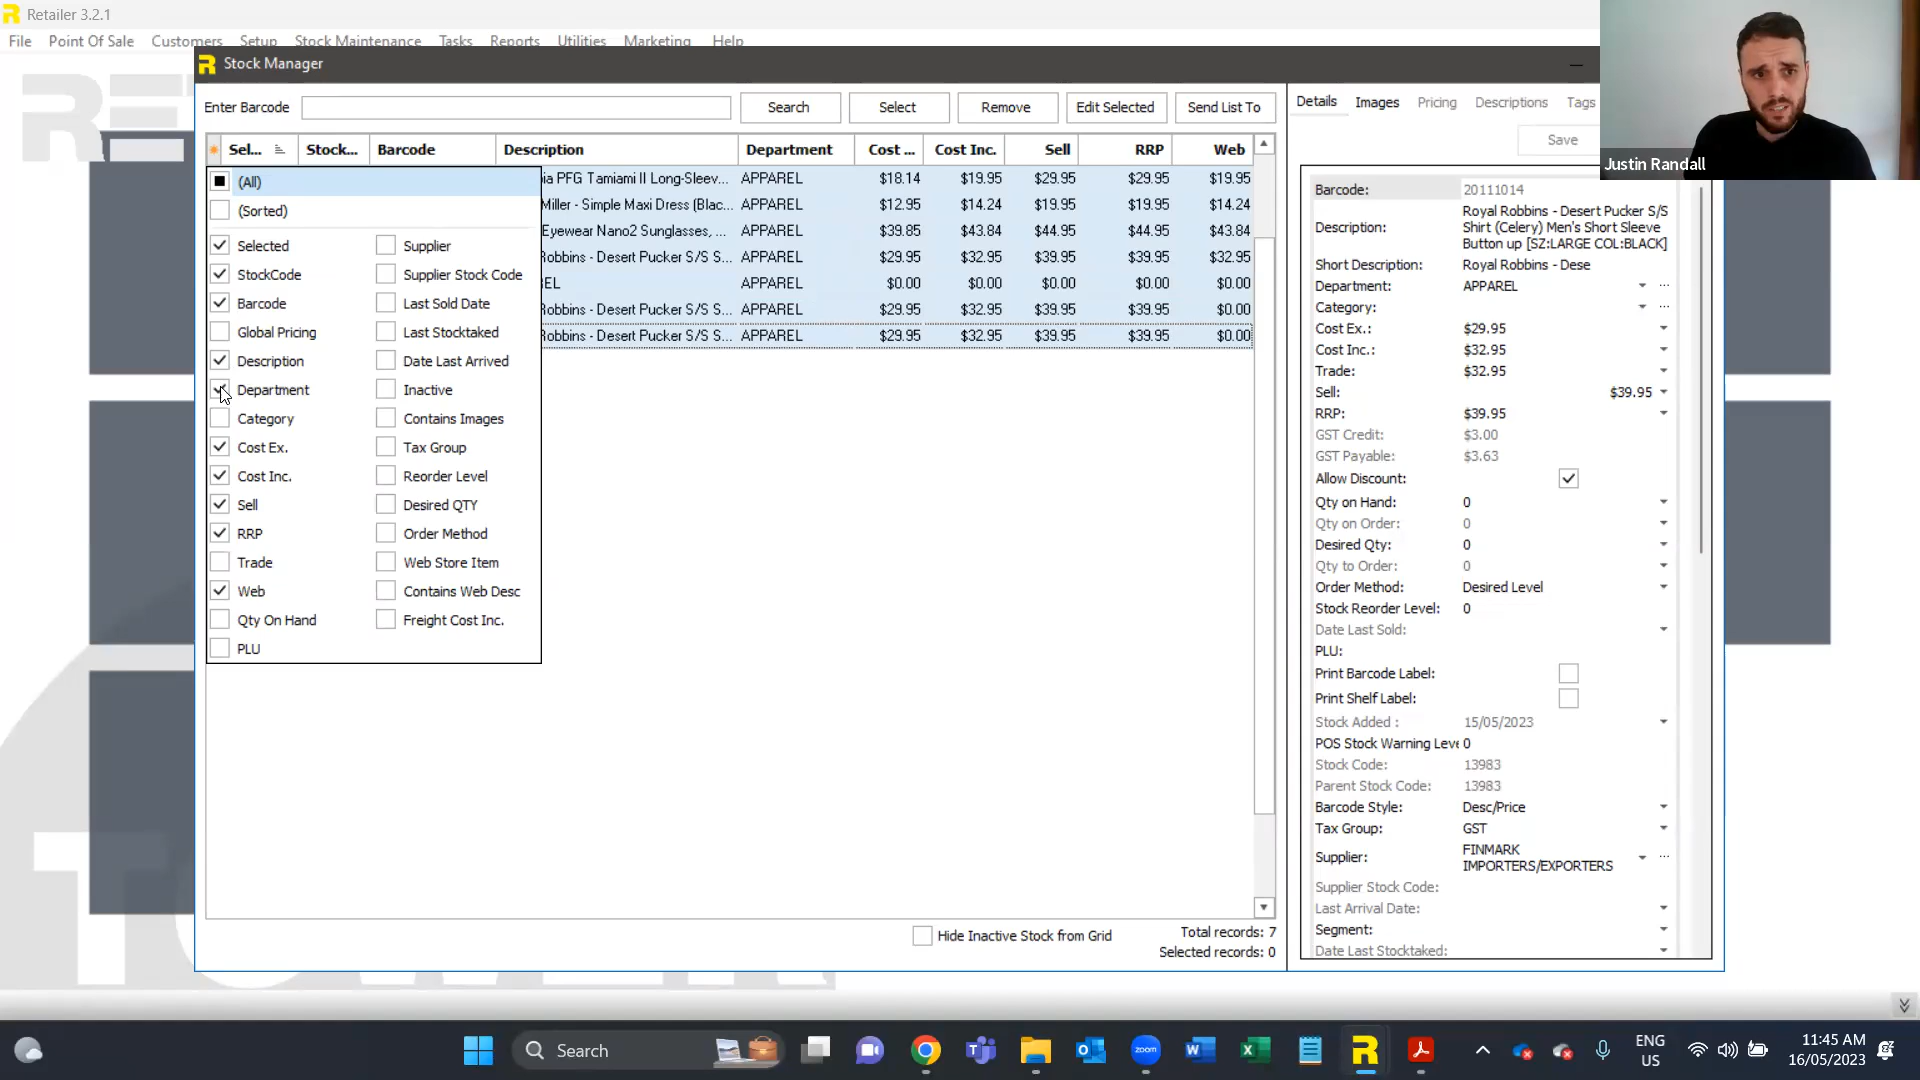 Retailer 3.2.1
File Point Of Sale Customers Setup Stock Maintenance Tasks Reports Utilities Marketing Help
Stock Manager
Justin Randall
Enter Barcode Search Select Remove Edit Selected Send List To
Sel... Stock... Barcode Description Department Cost ... Cost Inc. Sell RRP Web
ia PFG Tamiami II Long-Sleev... APPAREL $18.14 $19.95 $29.95 $29.95 $19.95
Miller - Simple Maxi Dress (Blac... APPAREL $12.95 $14.24 $19.95 $19.95 $14.24
Eyewear Nano2 Sunglasses, ... APPAREL $39.85 $43.84 $44.95 $44.95 $43.84
Robbins - Desert Pucker S/S S... APPAREL $29.95 $32.95 $39.95 $39.95 $32.95
EL APPAREL $0.00 $0.00 $0.00 $0.00 $0.00
Robbins - Desert Pucker S/S S... APPAREL $29.95 $32.95 $39.95 $39.95 $0.00
Robbins - Desert Pucker S/S S... APPAREL $29.95 $32.95 $39.95 $39.95 $0.00
(All)
(Sorted)
Selected Supplier
StockCode Supplier Stock Code
Barcode Last Sold Date
Global Pricing Last Stocktaked
Description Date Last Arrived
Department Inactive
Category Contains Images
Cost Ex. Tax Group
Cost Inc. Reorder Level
Sell Desired QTY
RRP Order Method
Trade Web Store Item
Web Contains Web Desc
Qty On Hand Freight Cost Inc.
PLU
Hide Inactive Stock from Grid Total records: 7
Selected records: 0
Details Images Pricing Descriptions Tags
Save
Barcode: 20111014
Description: Royal Robbins - Desert Pucker S/S
Shirt (Celery) Men's Short Sleeve
Button up [SZ:LARGE COL:BLACK]
Short Description: Royal Robbins - Dese
Department: APPAREL
Category:
Cost Ex.: $29.95
Cost Inc.: $32.95
Trade: $32.95
Sell: $39.95
RRP: $39.95
GST Credit: $3.00
GST Payable: $3.63
Allow Discount:
Qty on Hand: 0
Qty on Order: 0
Desired Qty: 0
Qty to Order: 0
Order Method: Desired Level
Stock Reorder Level: 0
Date Last Sold:
PLU:
Print Barcode Label:
Print Shelf Label:
Stock Added : 15/05/2023
POS Stock Warning Leve 0
Stock Code: 13983
Parent Stock Code: 13983
Barcode Style: Desc/Price
Tax Group: GST
Supplier: FINMARK
IMPORTERS/EXPORTERS
Supplier Stock Code:
Last Arrival Date:
Segment:
Date Last Stocktaked:
Search zoom ENG 11:45 AM
US 16/05/2023